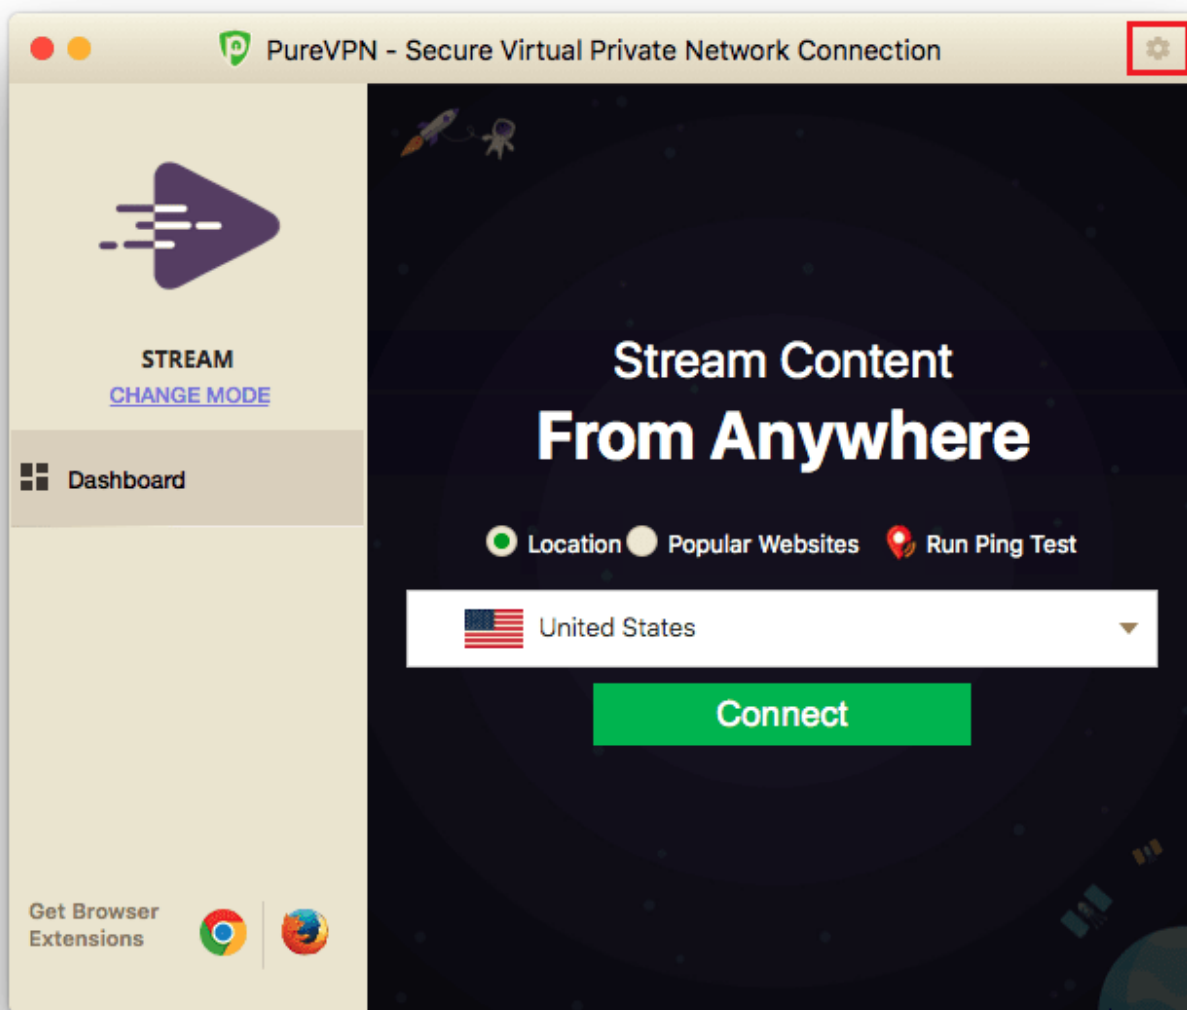 PureVPN - Secure Virtual Private Network Connection
STREAM
CHANGE MODE
Dashboard
Get Browser
Extensions
Stream Content
From Anywhere
Location Popular Websites Run Ping Test
United States
Connect